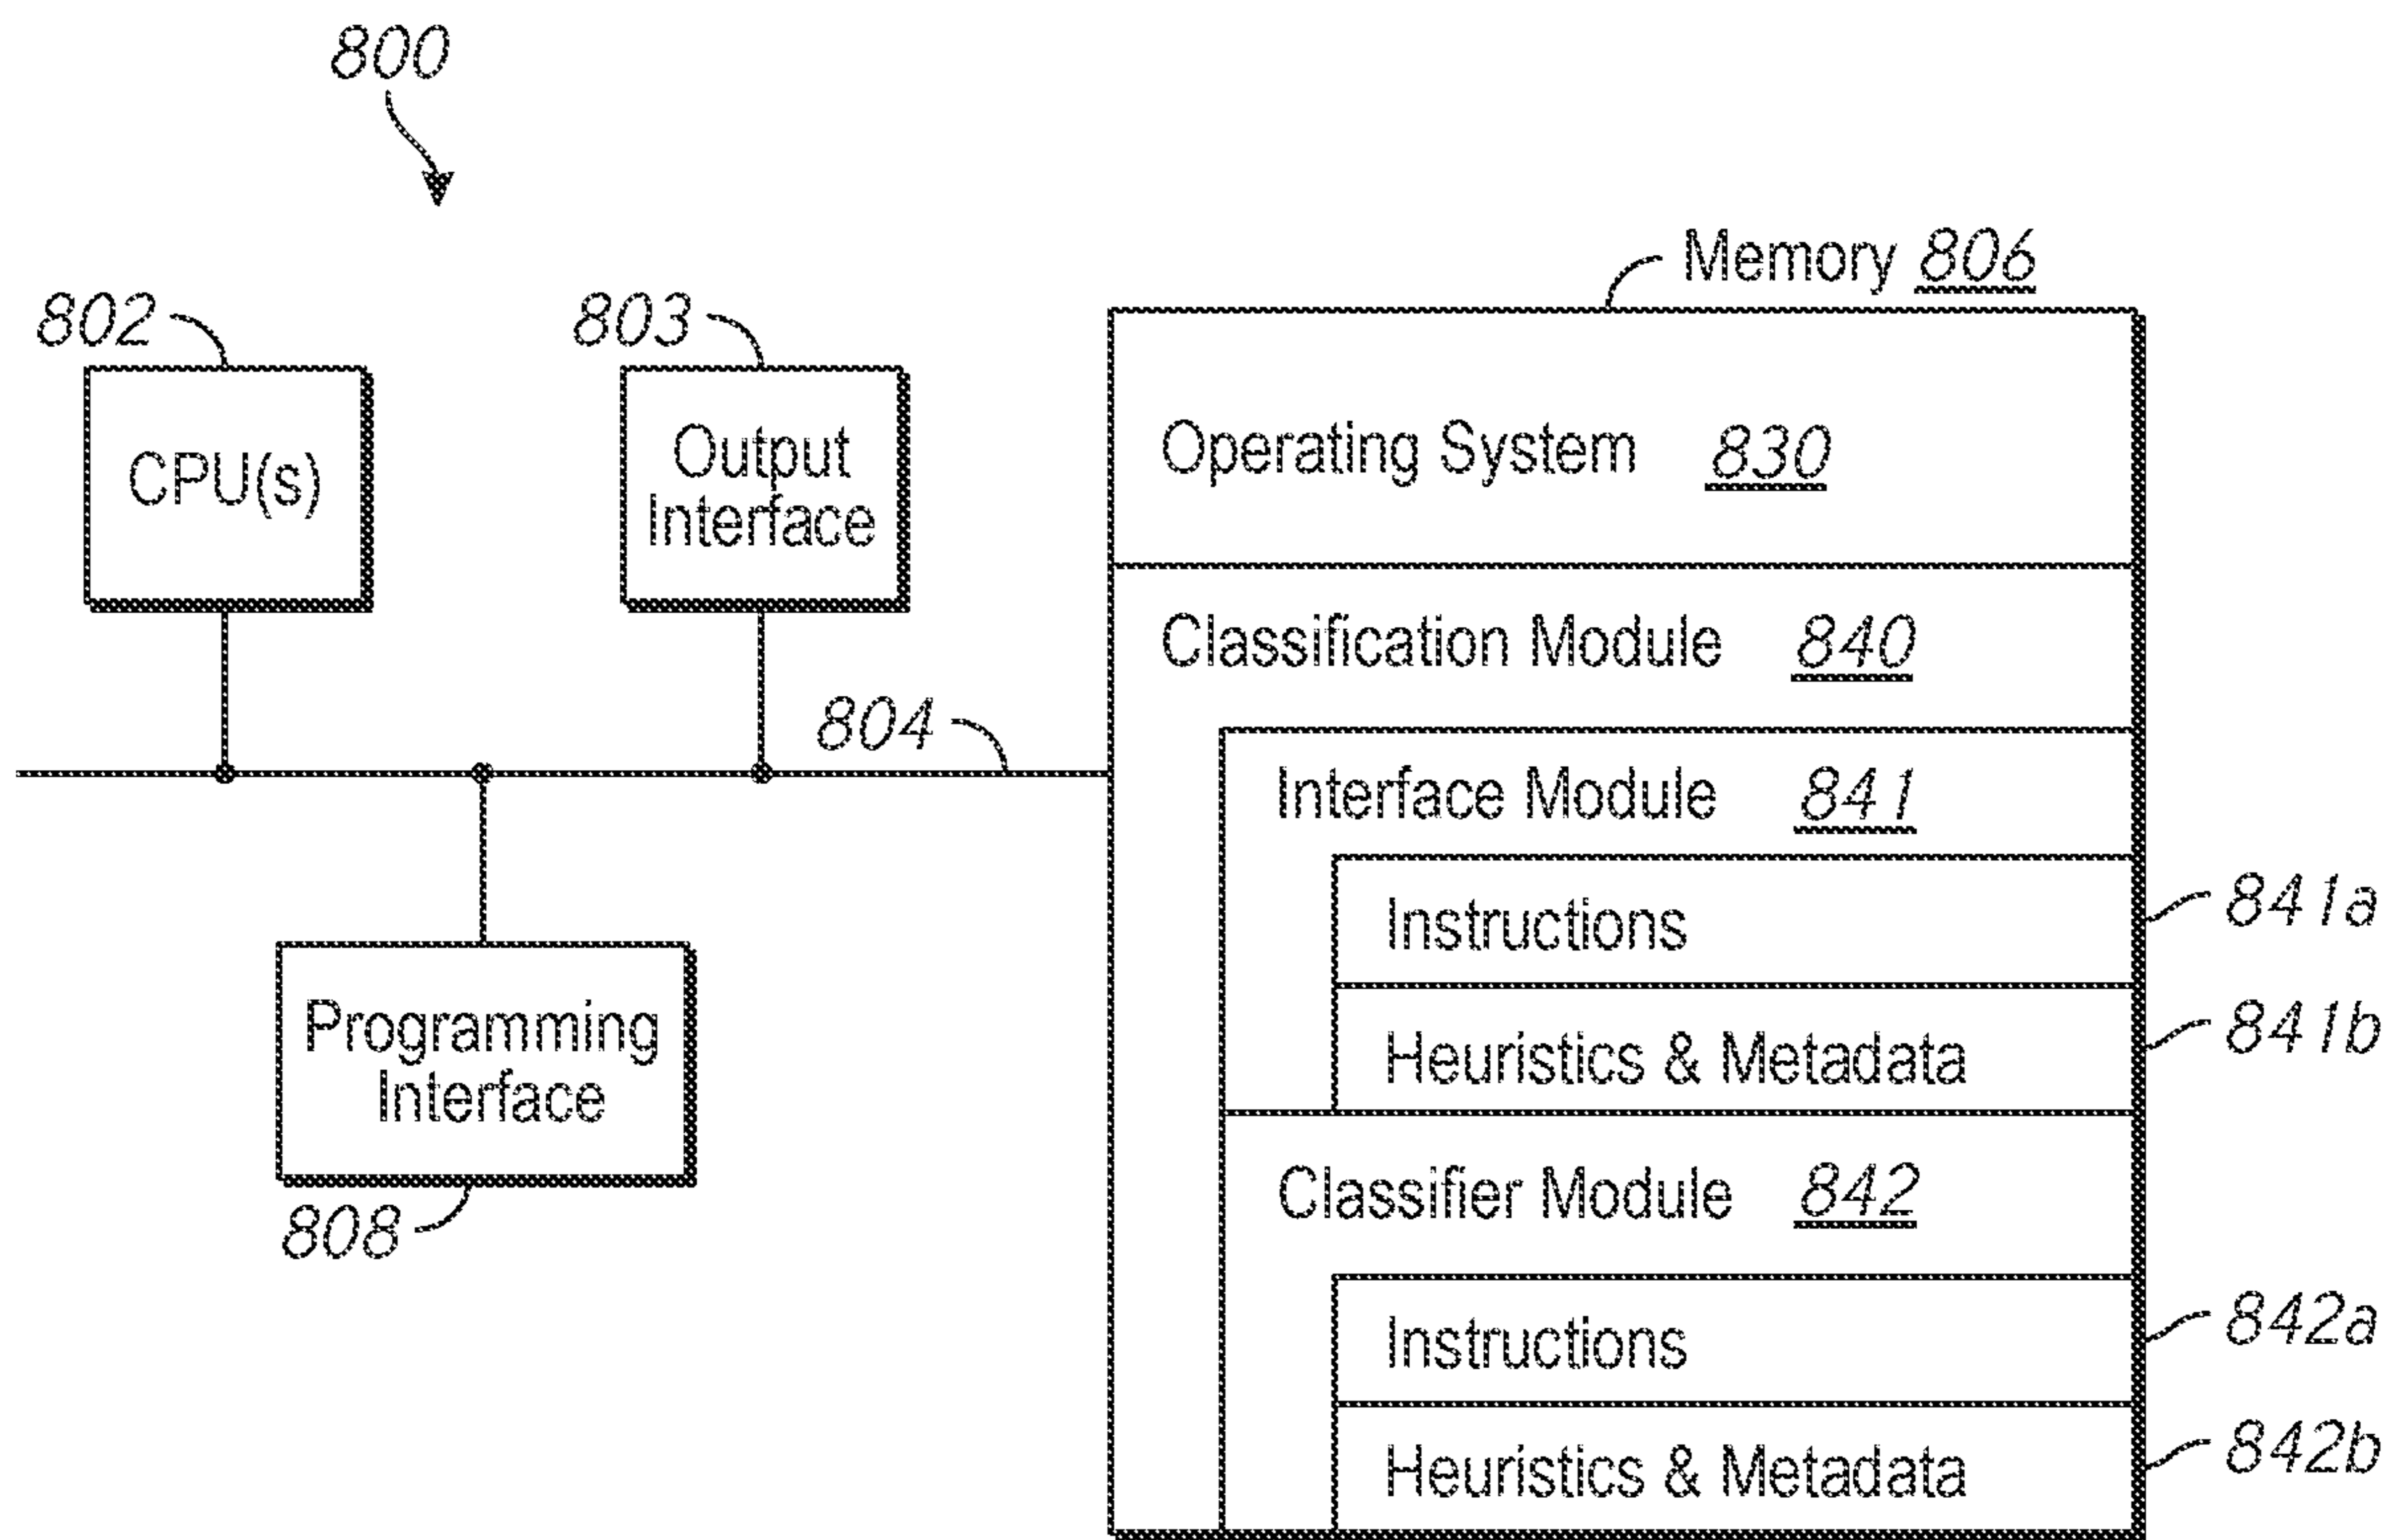 800
Memory 806
802
803
CPU(s)
Output
Interface
Operating System 830
Classification Module 840
804
Interface Module 841
Instructions
841a
Heuristics & Metadata
841b
Programming
Interface
808
Classifier Module 842
Instructions
842a
Heuristics & Metadata
842b